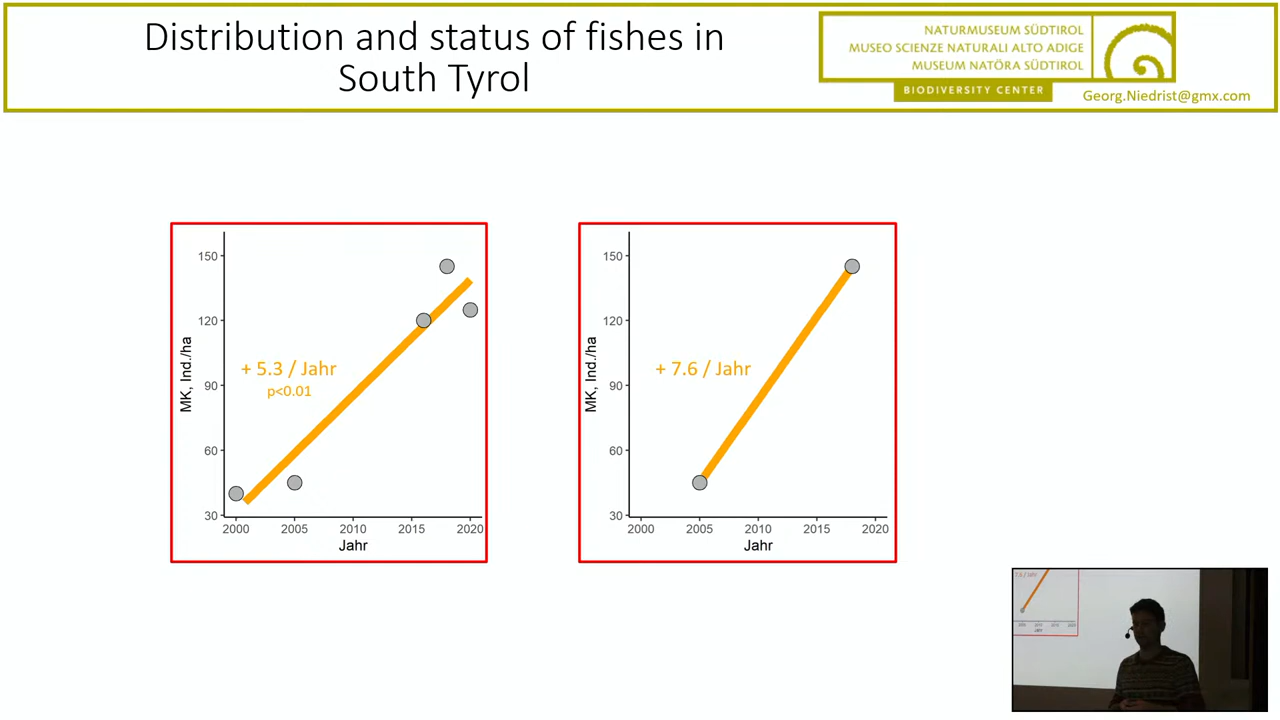 Distribution and status of fishes in
South Tyrol
NATURMUSEUM SÜDTIROL
MUSEO SCIENZE NATURALI ALTO ADIGE
MUSEUM NATÖRA SÜDTIROL
BIODIVERSITY CENTER
Georg.Niedrist@gmx.com
MK, Ind./ha
150
120
90
60
30
+ 5.3 / Jahr
p<0.01
2000 2005 2010 2015 2020
Jahr
MK, Ind./ha
150
120
90
60
30
+ 7.6 / Jahr
2000 2005 2010 2015 2020
Jahr